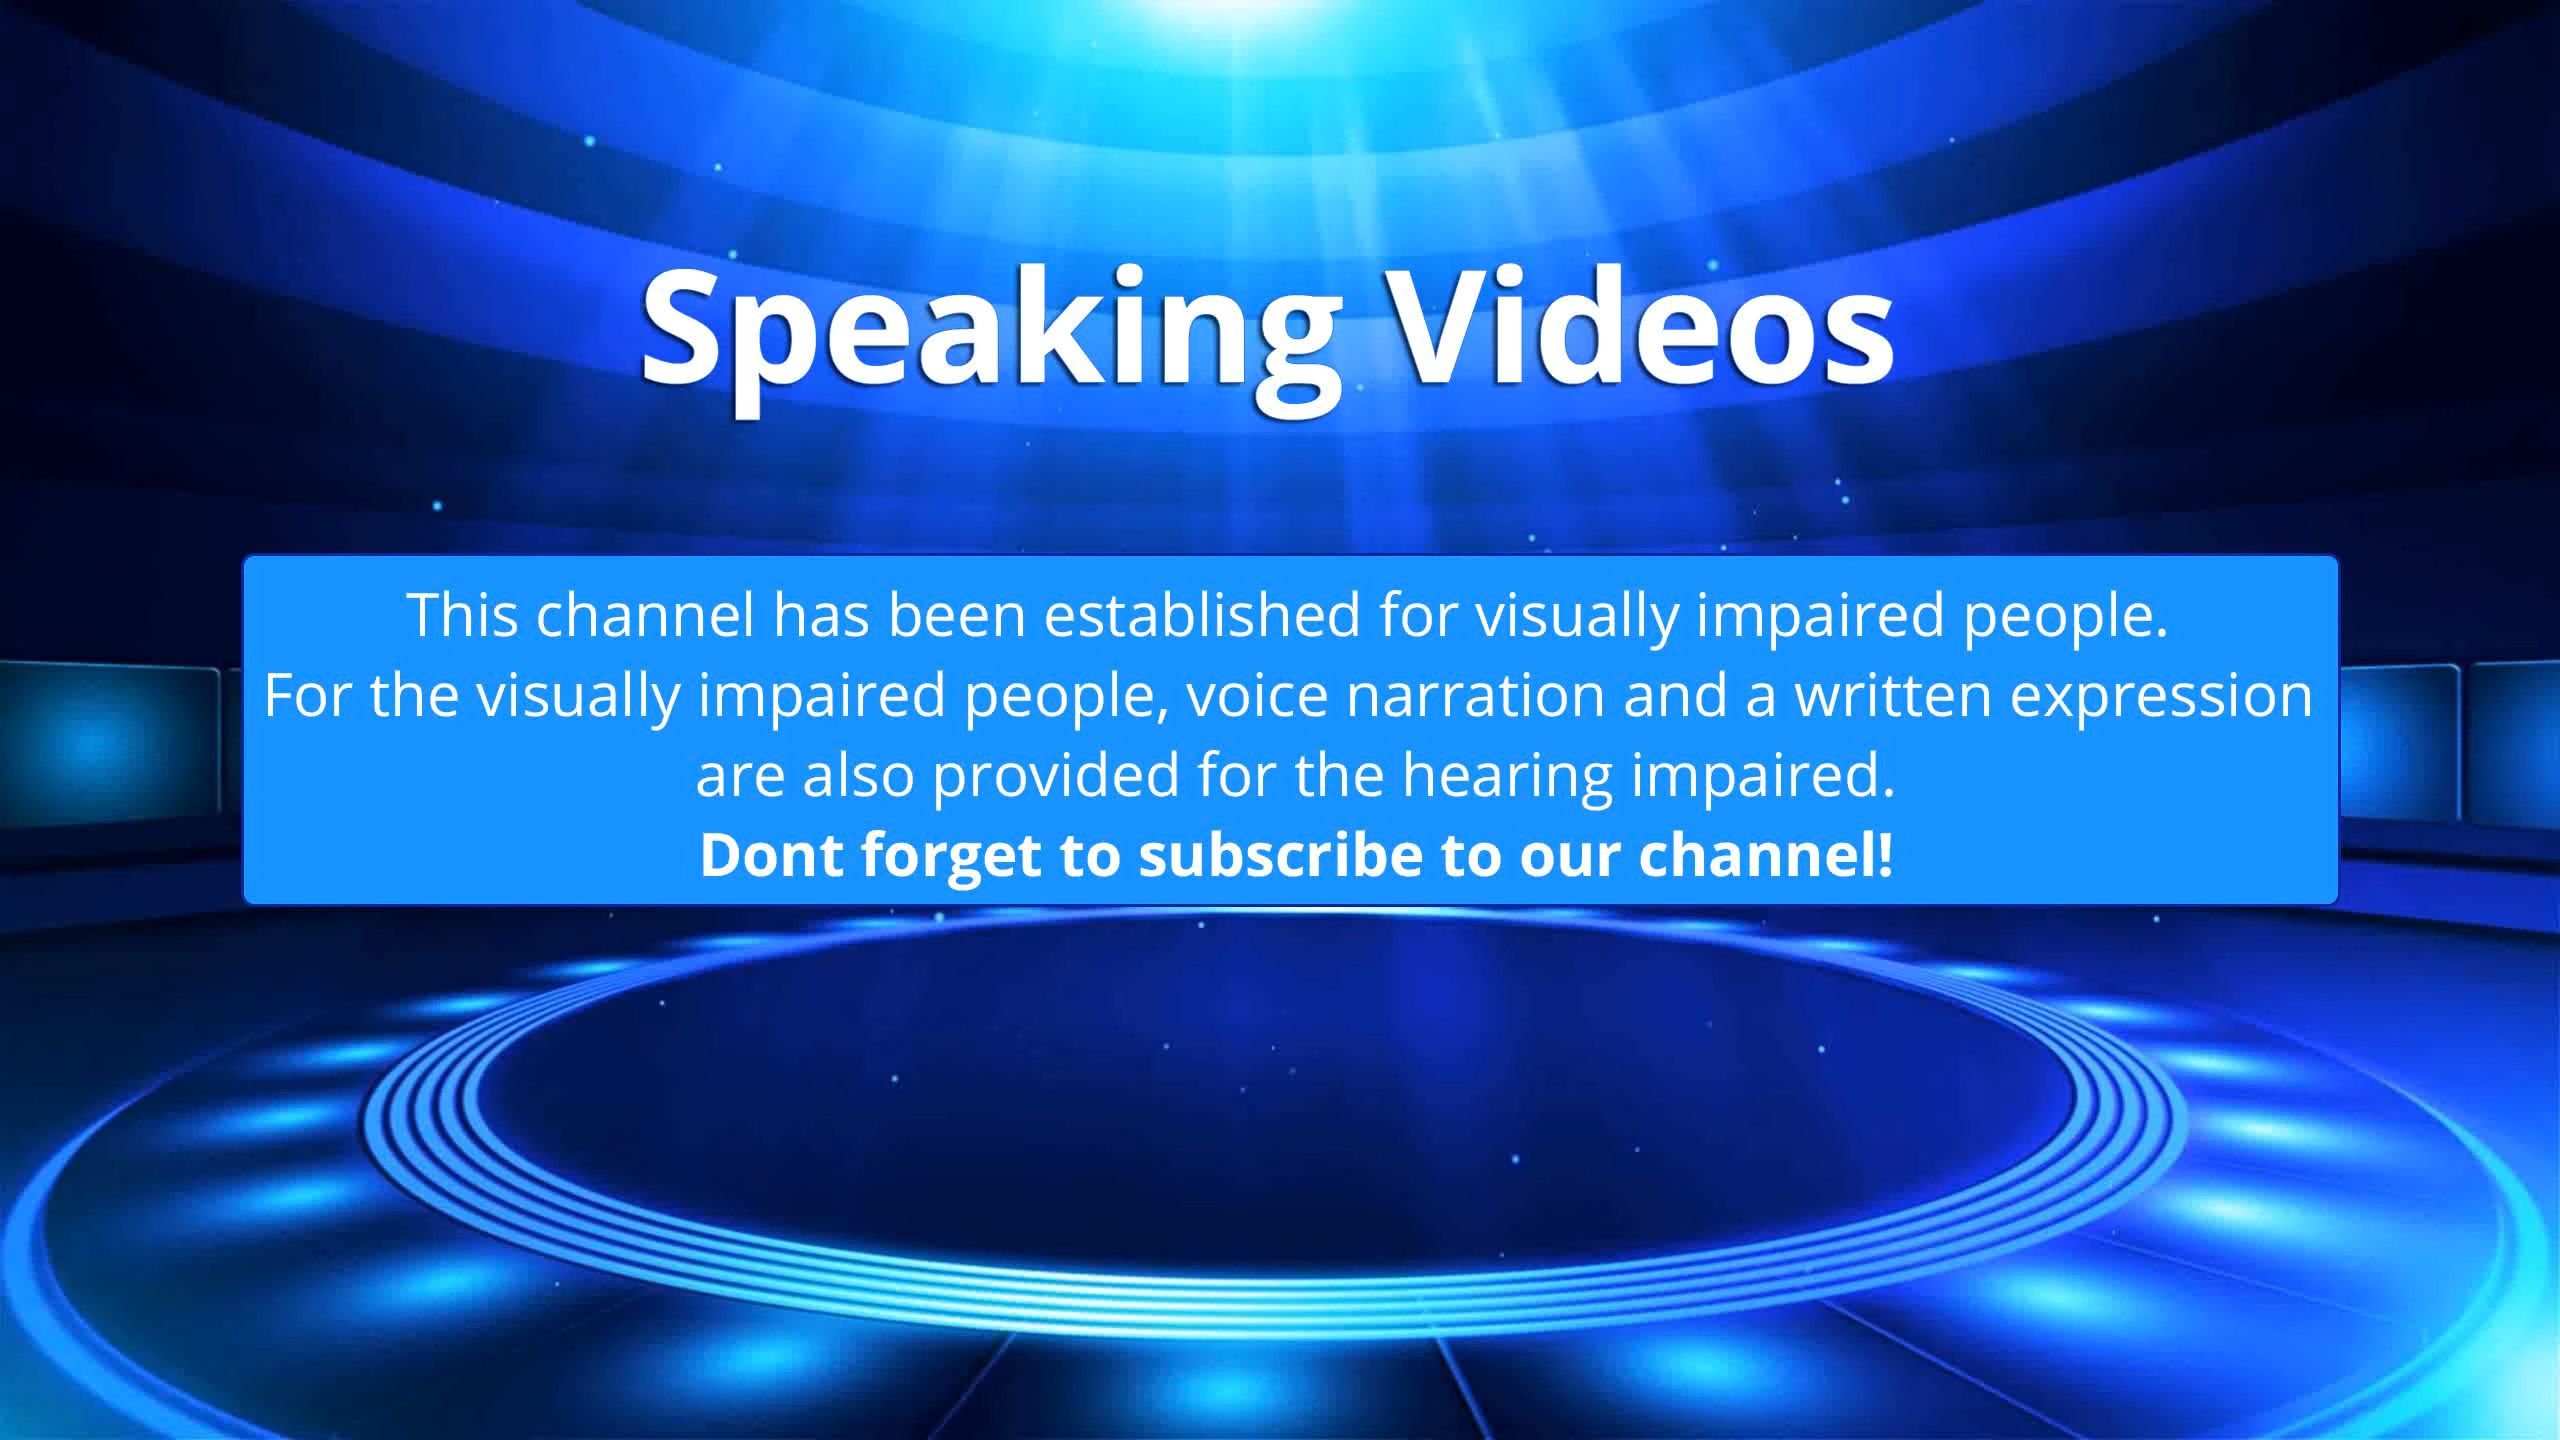 Speaking Videos
This channel has been established for visually impaired people.
For the visually impaired people, voice narration and a written expression
are also provided for the hearing impaired.
Dont forget to subscribe to our channel!